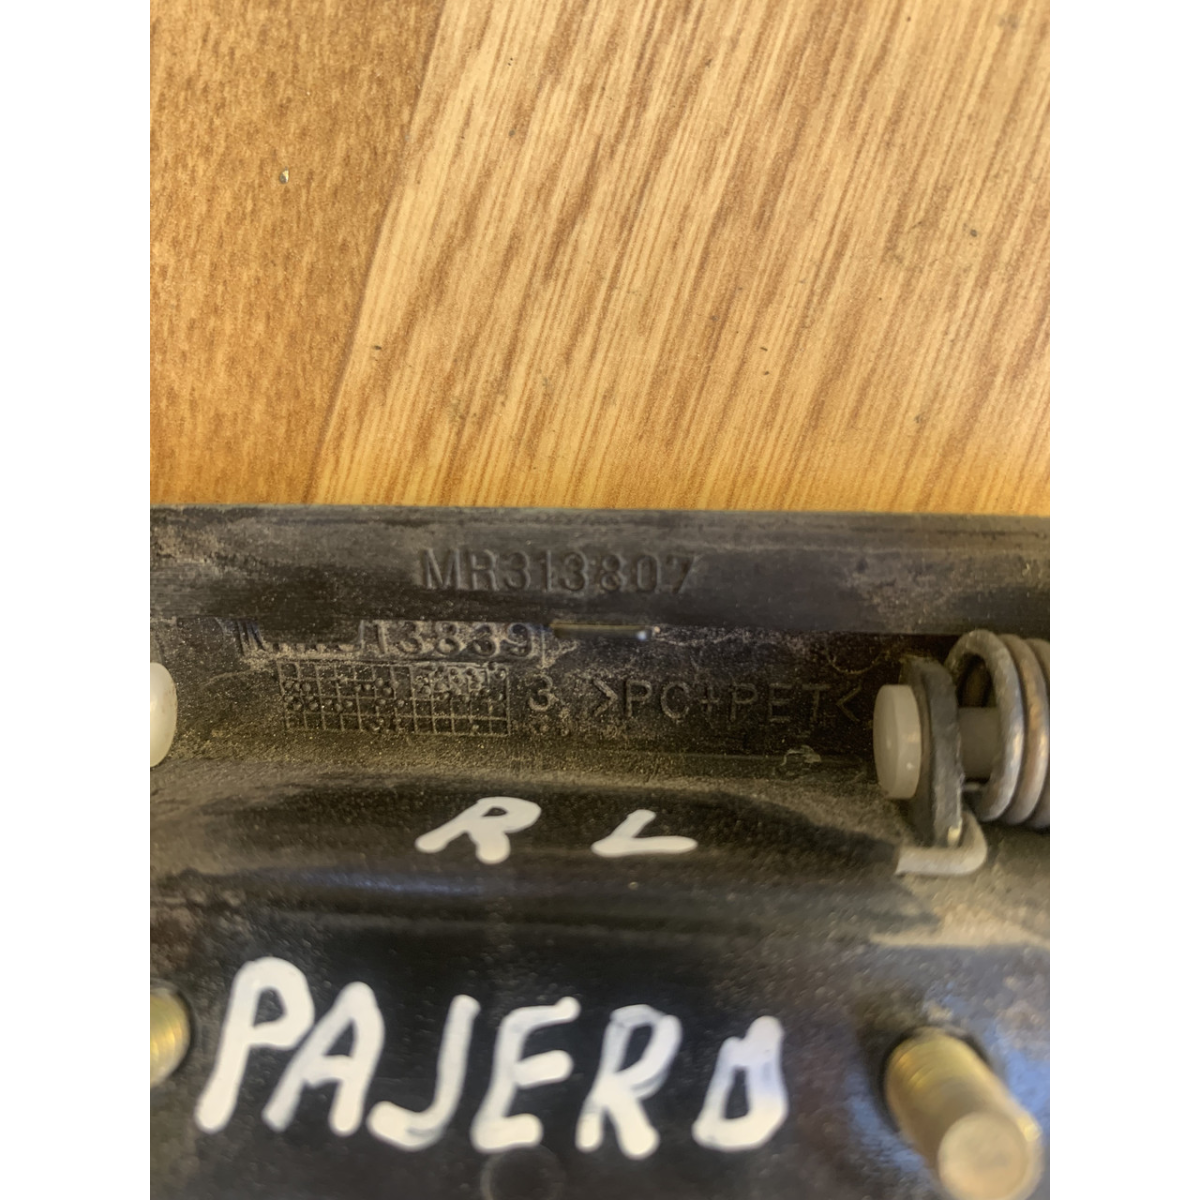 MR313807
13839
3. >PC+PET<
R L
PAJERO